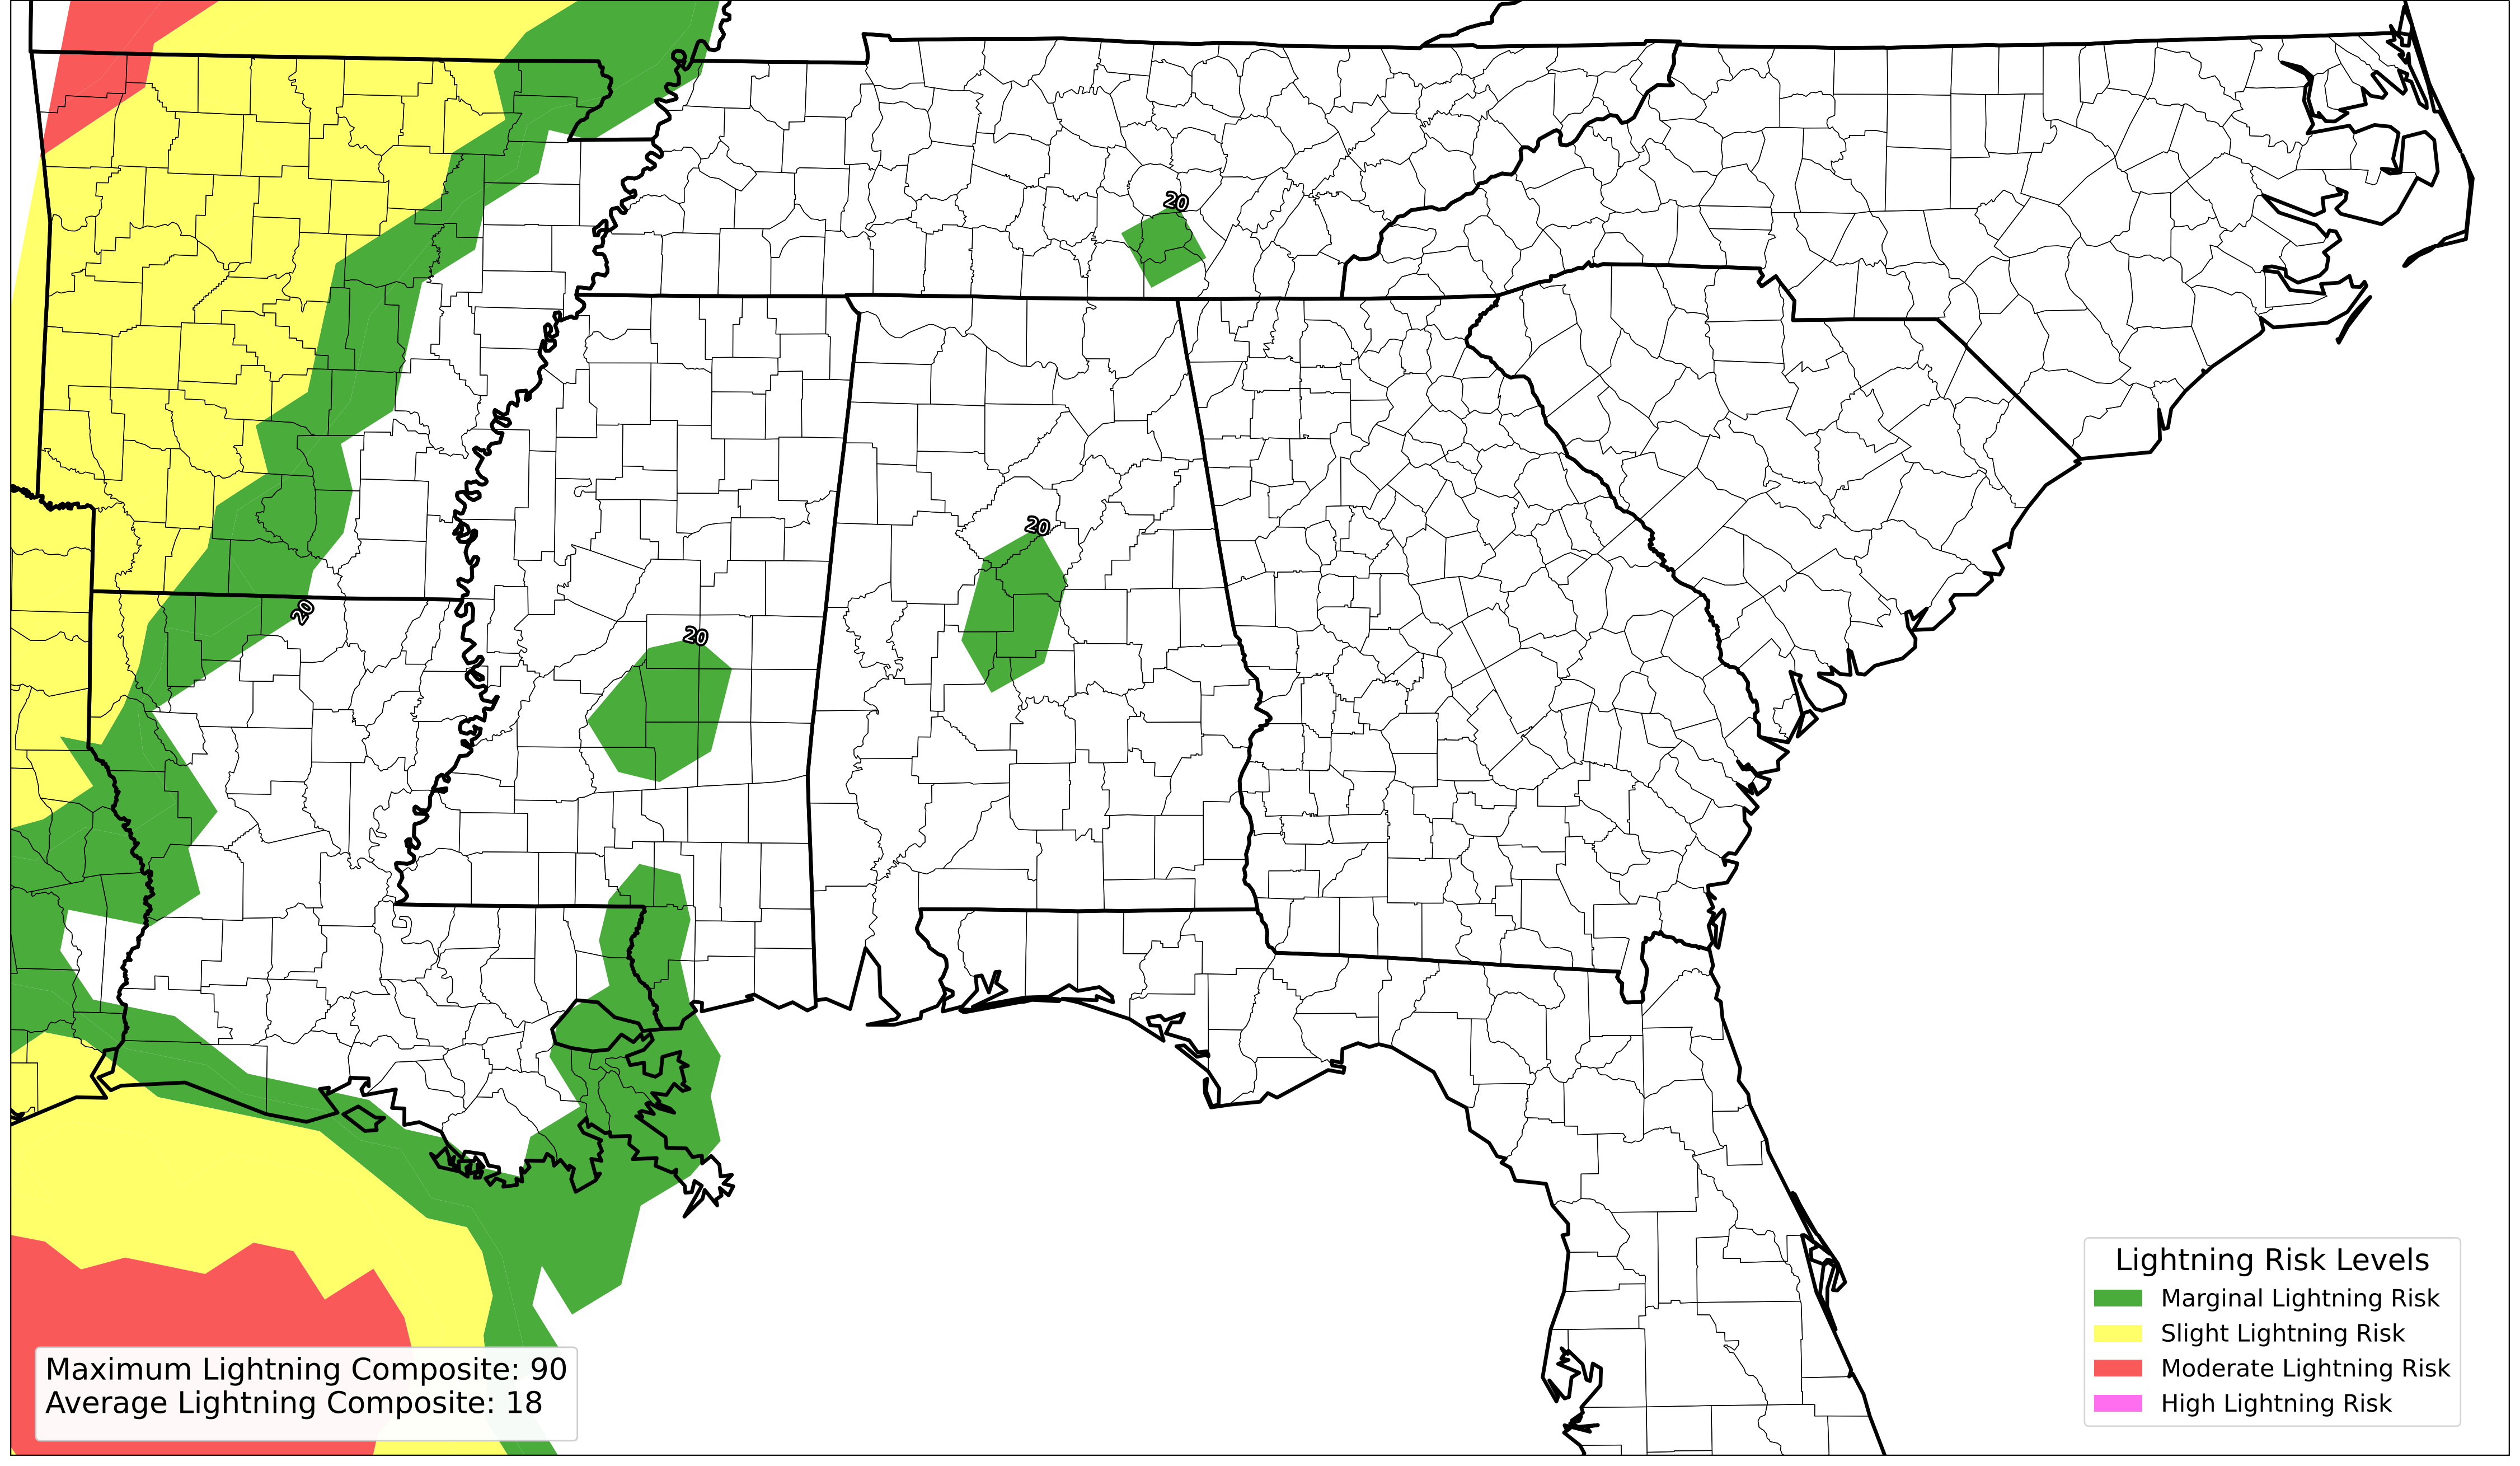 20
20
20
20
Maximum Lightning Composite: 90
Average Lightning Composite: 18
Lightning Risk Levels
Marginal Lightning Risk
Slight Lightning Risk
Moderate Lightning Risk
High Lightning Risk